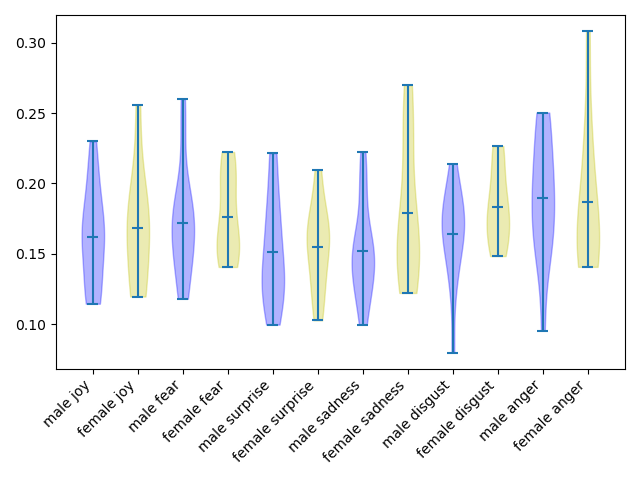 0.30
0.25
0.20
0.15
0.10
male joy
female joy
male fear
female fear
male surprise
female surprise
male sadness
female sadness
male disgust
female disgust
male anger
female anger